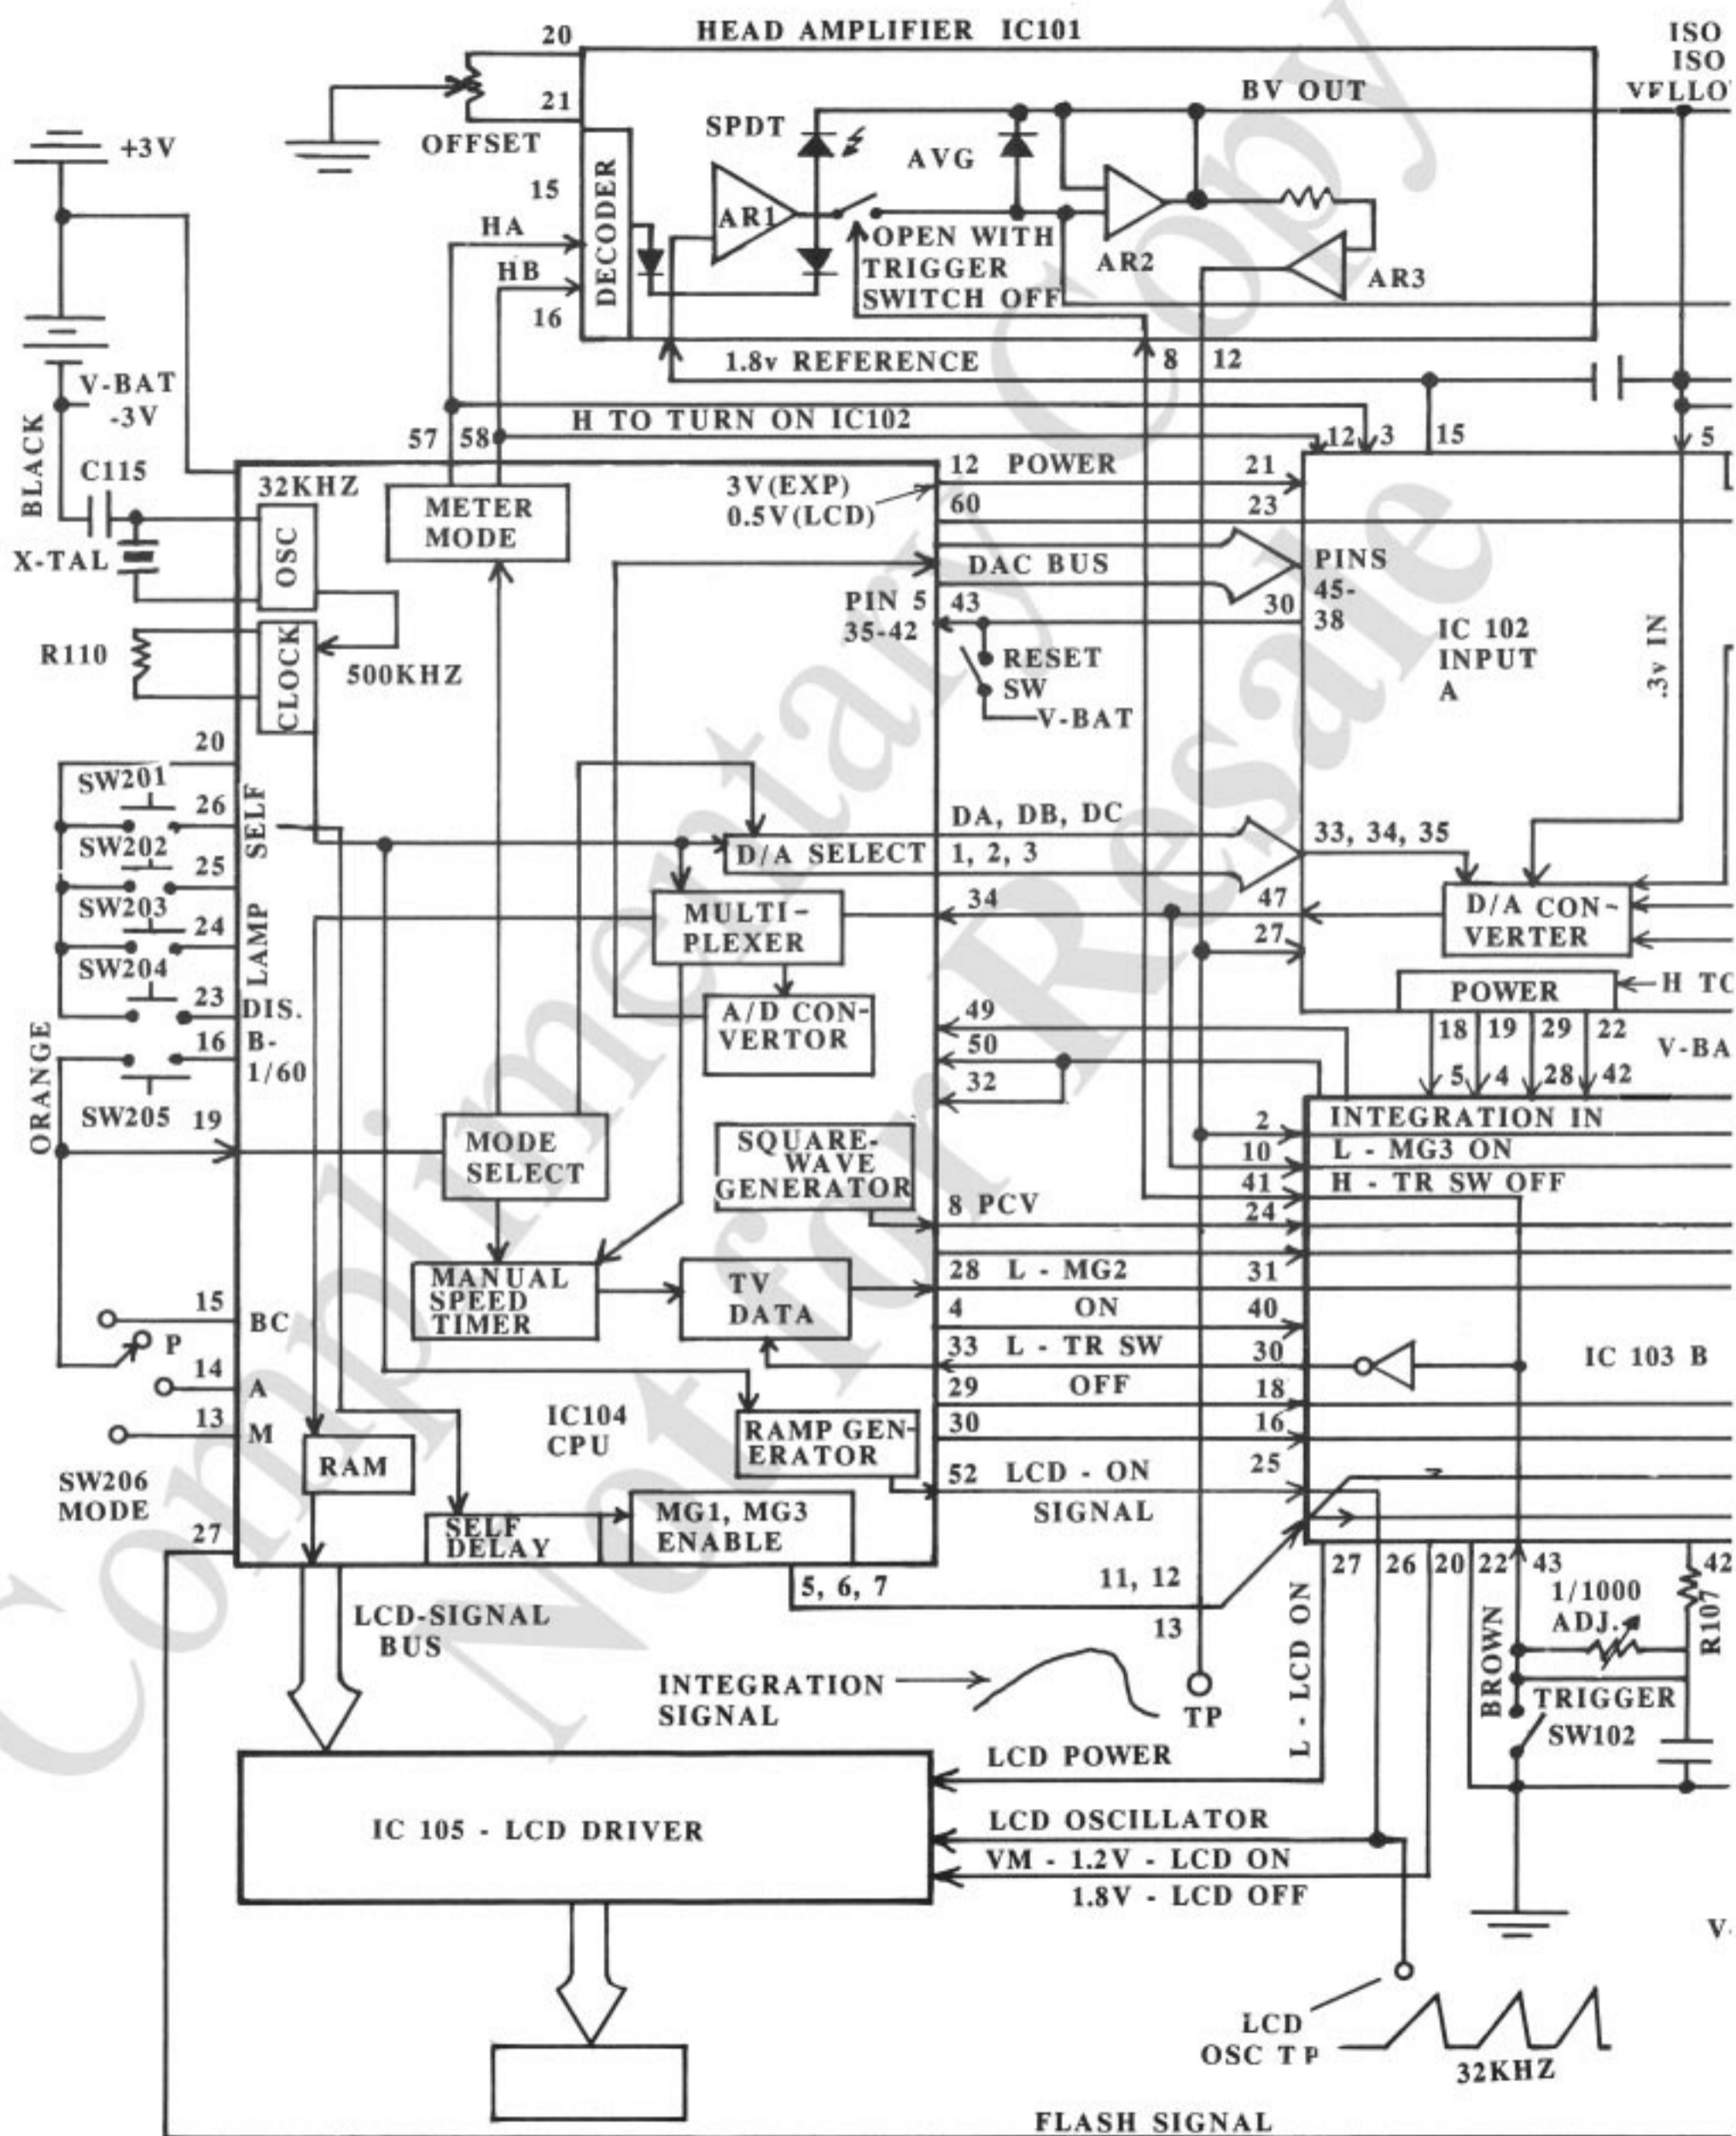 HEAD AMPLIFIER IC101
20
21
OFFSET
+3V
SPDT
AVG
BV OUT
ISO
ISO
15
HA
HB
16
DECODER
AR1
OPEN WITH
TRIGGER
SWITCH OFF
AR2
AR3
1.8v REFERENCE
8
12
V-BAT
-3V
BLACK
C115
X-TAL
R110
H TO TURN ON IC102
57
58
12
3
15
5
32KHZ
OSC
CLOCK
500KHZ
METER
MODE
3V(EXP)
0.5V(LCD)
12 POWER 21
60
23
DAC BUS
PINS
45-
38
PIN 5
35-42
43
30
RESET
SW
V-BAT
IC 102
INPUT
A
.3v IN
20
SW201
26
SW202
25
SW203
24
SW204
23
16
SELF
LAMP
DIS.
B-
1/60
SW205
19
ORANGE
D/A SELECT
DA, DB, DC
1, 2, 3
33, 34, 35
MULTI-
PLEXER
34
47
27
D/A CON-
VERTER
A/D CON-
VERTOR
POWER
H TO
49
50
32
18
19
29
22
V-BA
5
4
28
42
MODE
SELECT
SQUARE-
WAVE
GENERATOR
2
INTEGRATION IN
10
L - MG3 ON
41
H - TR SW OFF
8 PCV
24
MANUAL
SPEED
TIMER
TV
DATA
28 L - MG2
31
4 ON
40
33 L - TR SW
30
29 OFF
18
30
16
52 LCD - ON
SIGNAL
25
IC 103 B
15
BC
P
14
A
13
M
SW206
MODE
27
RAM
IC104
CPU
RAMP GEN-
ERATOR
SELF
DELAY
MG1, MG3
ENABLE
5, 6, 7
11, 12
13
27
26
20
22
43
42
1/1000
ADJ.
R107
BROWN
TRIGGER
SW102
L - LCD ON
LCD-SIGNAL
BUS
INTEGRATION
SIGNAL
TP
LCD POWER
IC 105 - LCD DRIVER
LCD OSCILLATOR
VM - 1.2V - LCD ON
1.8V - LCD OFF
V-
LCD
OSC TP
32KHZ
FLASH SIGNAL
Complimentary Copy
Not for Resale